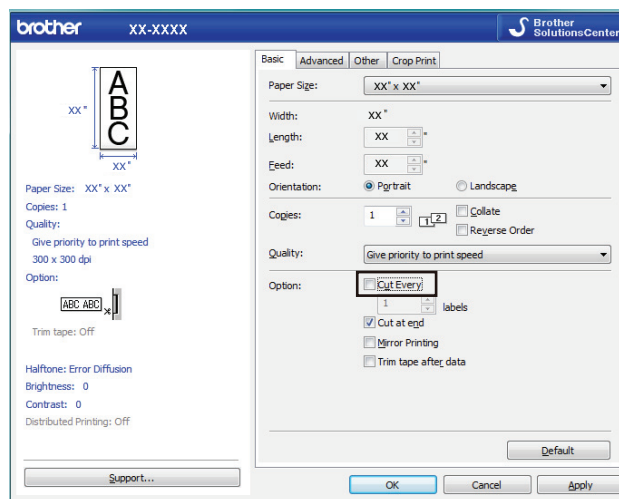 brother XX-XXXX Brother SolutionsCenter
XX "
A
B
C
XX "
Paper Size: XX" x XX"
Copies: 1
Quality:
Give priority to print speed
300 x 300 dpi
Option:
ABC ABC
Trim tape: Off
Halftone: Error Diffusion
Brightness: 0
Contrast: 0
Distributed Printing: Off
Support...
Basic Advanced Other Crop Print
Paper Size: XX" x XX"
Width: XX "
Length: XX "
Feed: XX "
Orientation: Portrait Landscape
Copies: 1 1 2 Collate
Reverse Order
Quality: Give priority to print speed
Option: Cut Every
1 labels
Cut at end
Mirror Printing
Trim tape after data
Default
OK Cancel Apply